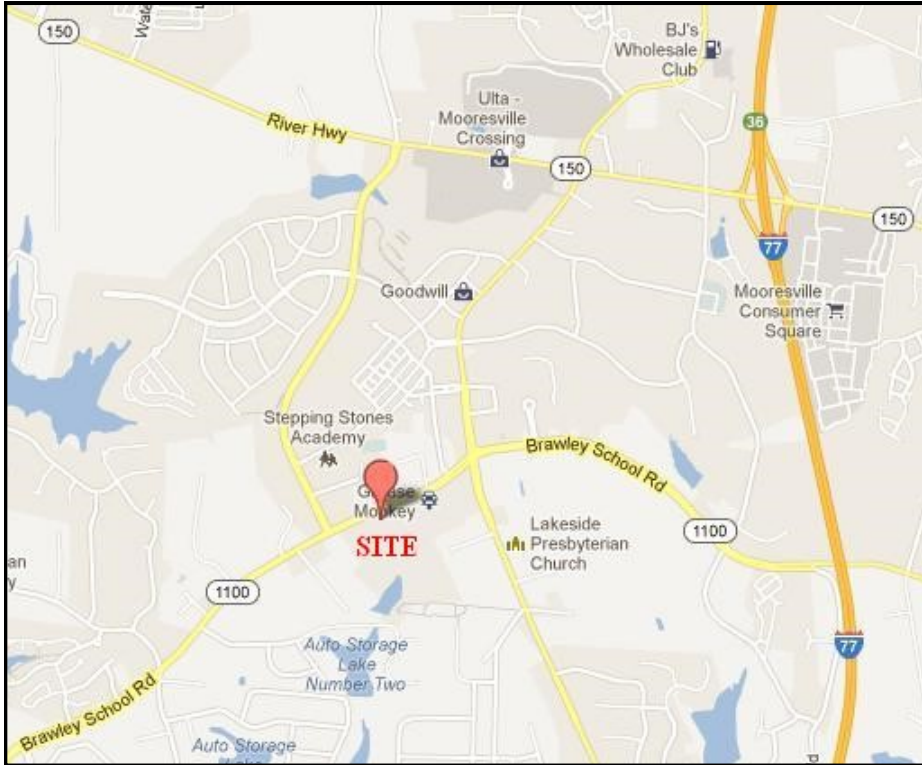 150
Wate
BJ's
Wholesale
Club
Ulta -
Mooresville
Crossing
River Hwy
36
150
150
77
Goodwill
Mooresville
Consumer
Square
Stepping Stones
Academy
Brawley School Rd
Monkey
SITE
Lakeside
Presbyterian
Church
1100
an
y
1100
77
Auto Storage
Lake
Number Two
Brawley School Rd
Auto Storage